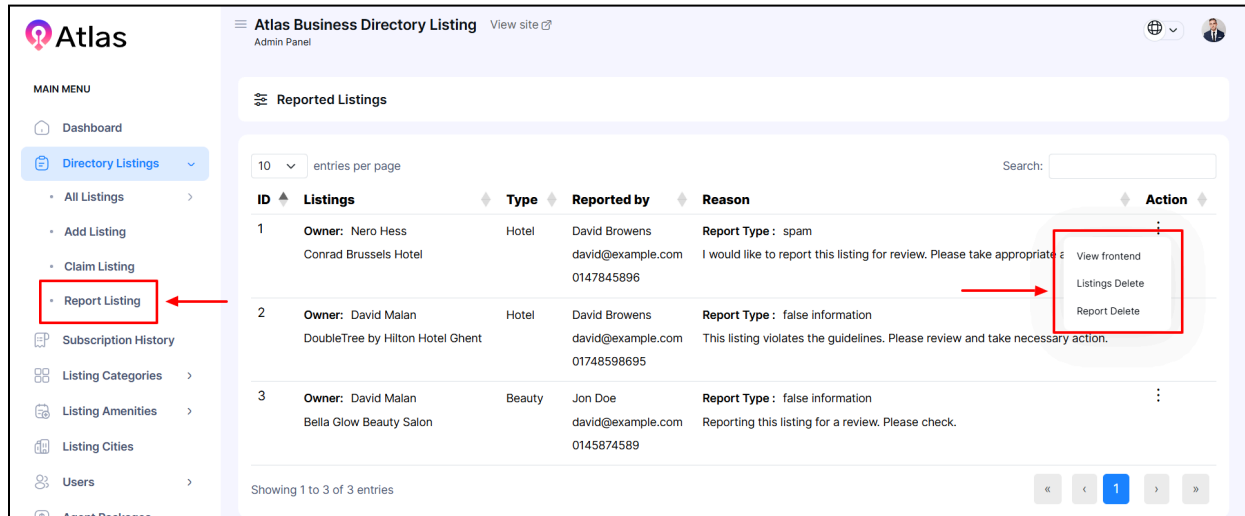 Atlas
Atlas Business Directory Listing View site
Admin Panel
MAIN MENU
Dashboard
Directory Listings
All Listings
Add Listing
Claim Listing
Report Listing
Subscription History
Listing Categories
Listing Amenities
Listing Cities
Users
Agent Packages
Reported Listings
10 entries per page Search:
ID Listings Type Reported by Reason Action
1 Owner: Nero Hess Hotel David Browens Report Type : spam
Conrad Brussels Hotel david@example.com I would like to report this listing for review. Please take appropriate a
0147845896
View frontend
Listings Delete
Report Delete
2 Owner: David Malan Hotel David Browens Report Type : false information
DoubleTree by Hilton Hotel Ghent david@example.com This listing violates the guidelines. Please review and take necessary action.
01748598695
3 Owner: David Malan Beauty Jon Doe Report Type : false information
Bella Glow Beauty Salon david@example.com Reporting this listing for a review. Please check.
0145874589
Showing 1 to 3 of 3 entries « ‹ 1 › »